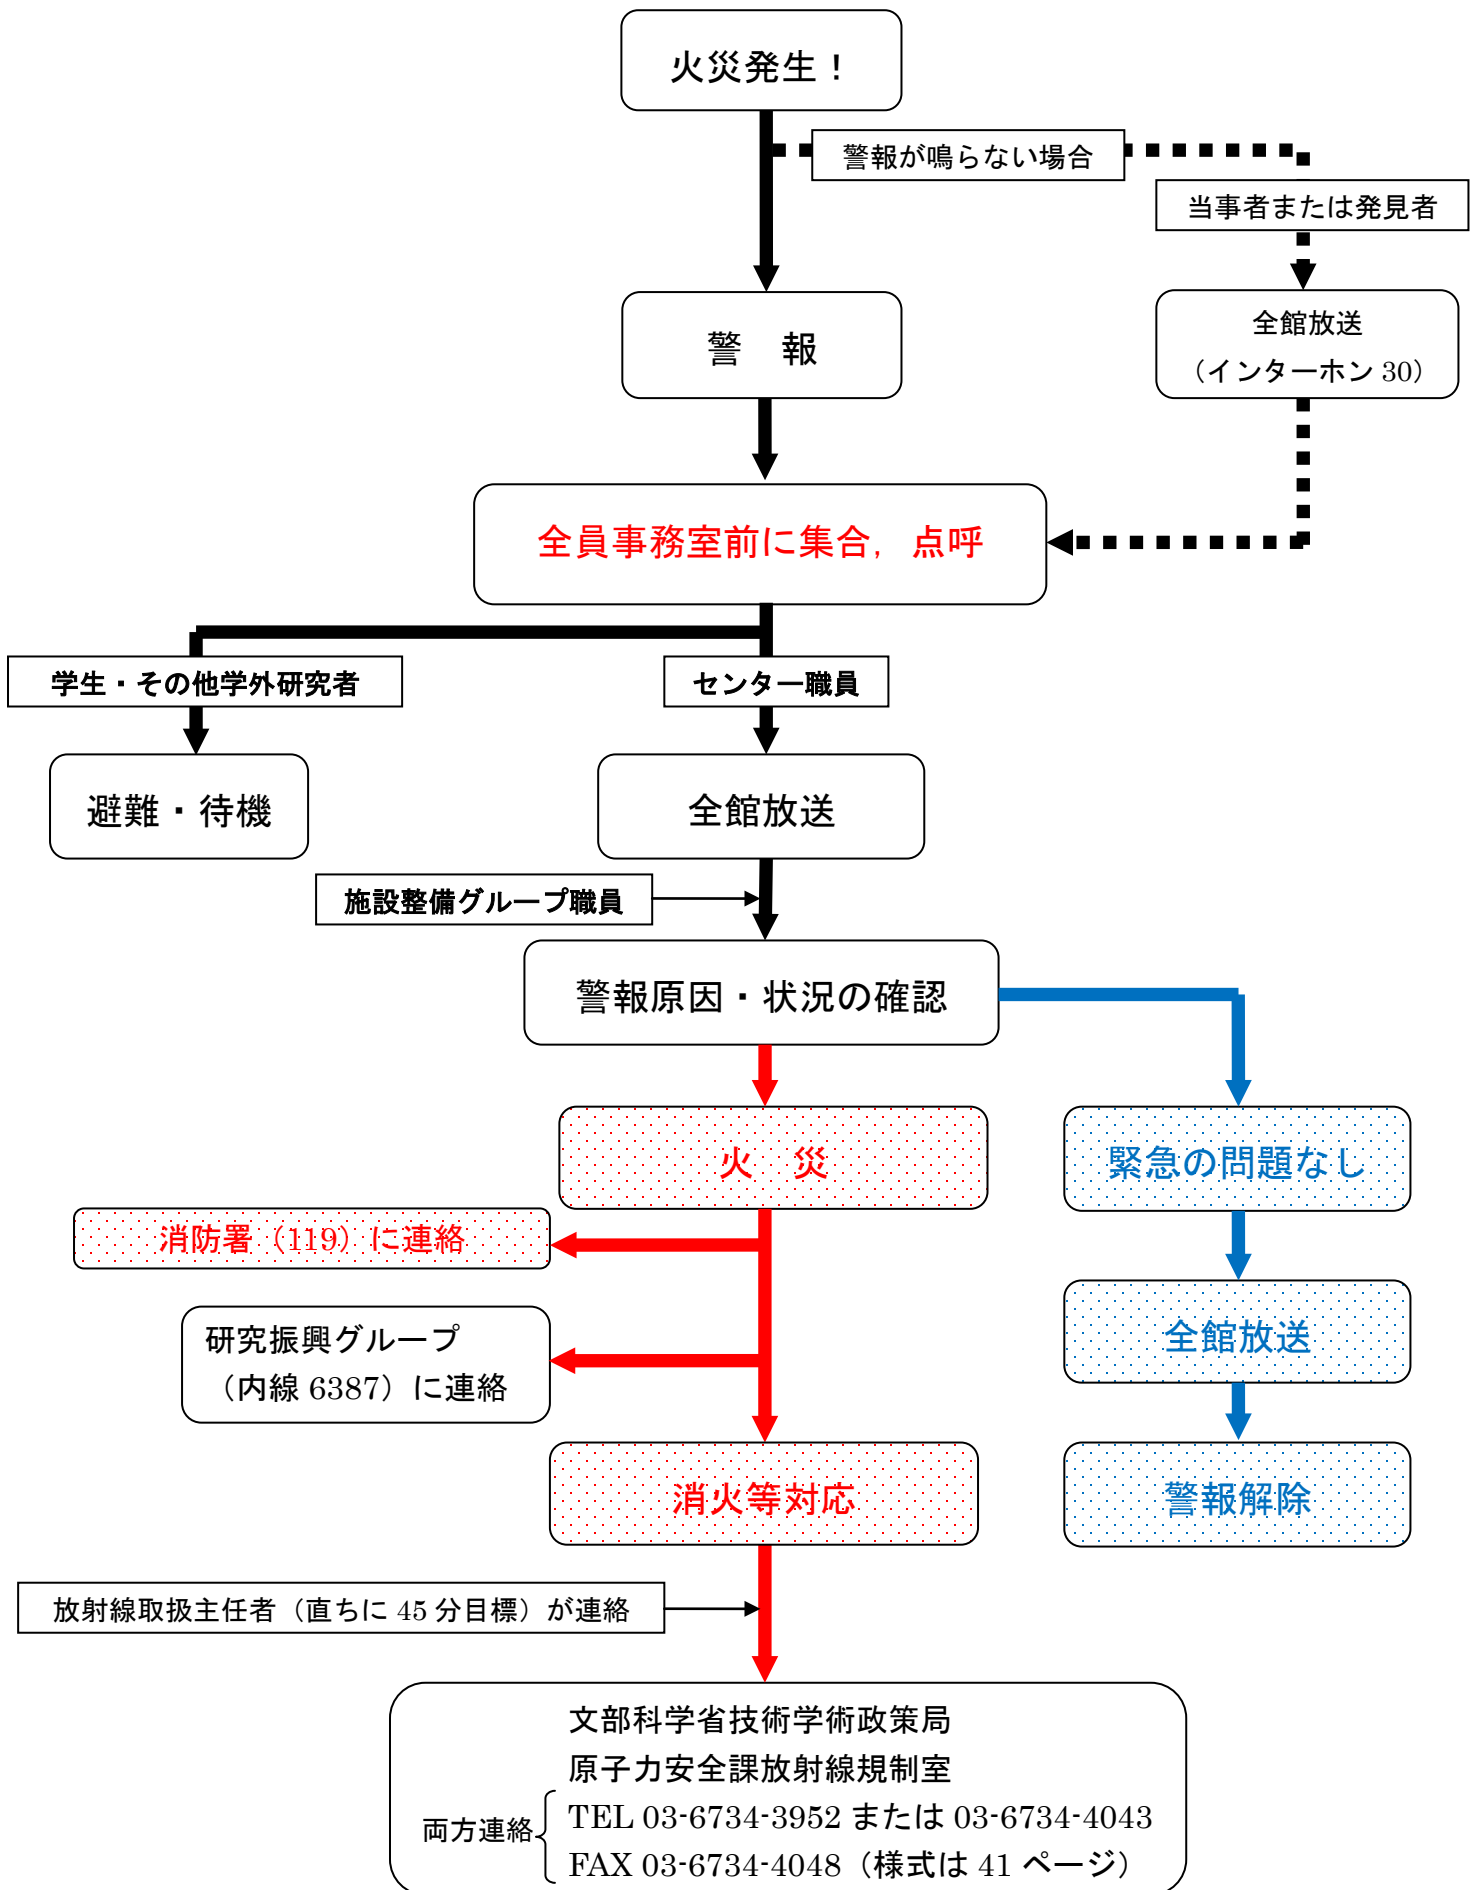 火災発生！
警報が鳴らない場合
当事者または発見者
警　報
全館放送
（インターホン 30）
全員事務室前に集合，点呼
学生・その他学外研究者
センター職員
避難・待機
全館放送
施設整備グループ職員
警報原因・状況の確認
火　災
緊急の問題なし
消防署（119）に連絡
全館放送
研究振興グループ
（内線 6387）に連絡
消火等対応
警報解除
放射線取扱主任者（直ちに 45 分目標）が連絡
文部科学省技術学術政策局
原子力安全課放射線規制室
両方連絡
TEL 03-6734-3952 または 03-6734-4043
FAX 03-6734-4048（様式は 41 ページ）